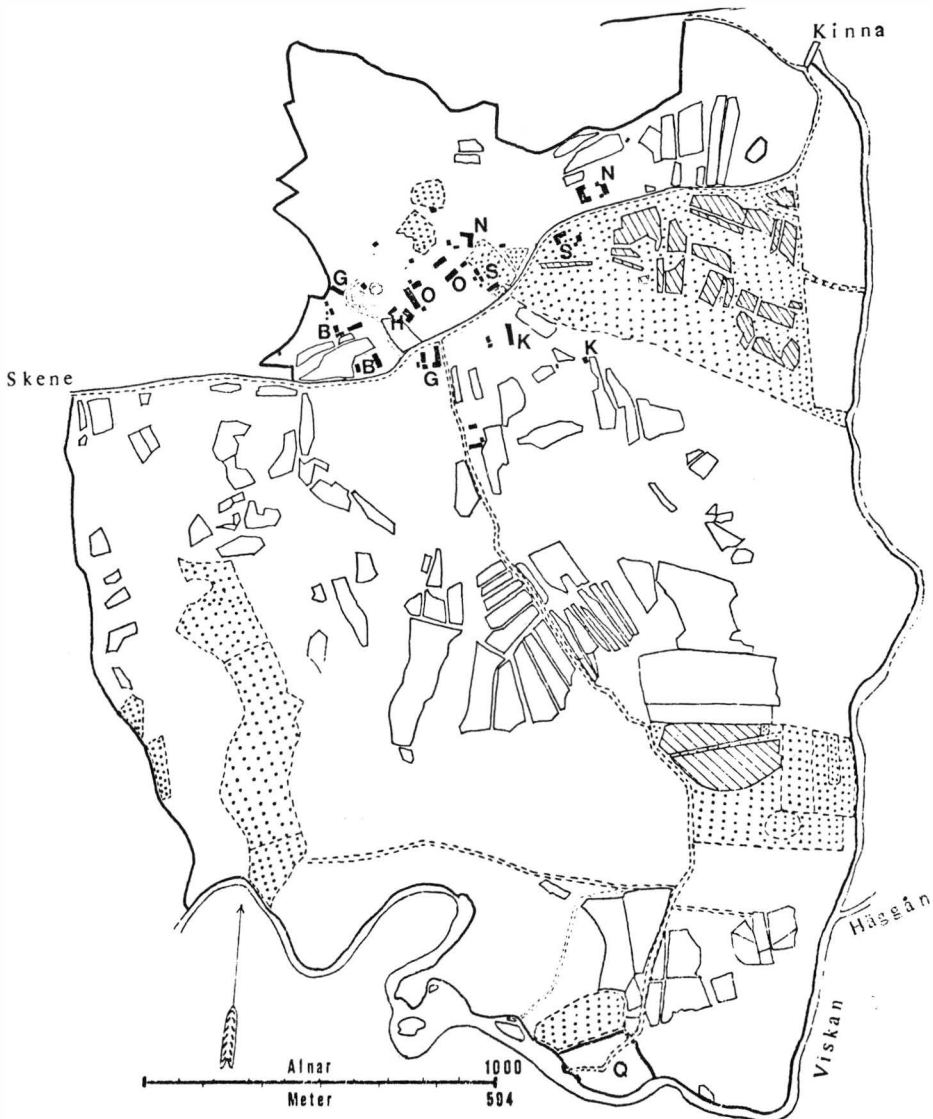 Kinna
N
N
S
G
O
O
S
H
B
K
K
B
G
Skene
Häggån
Viskan
Q
Alnar 1000
Meter 594